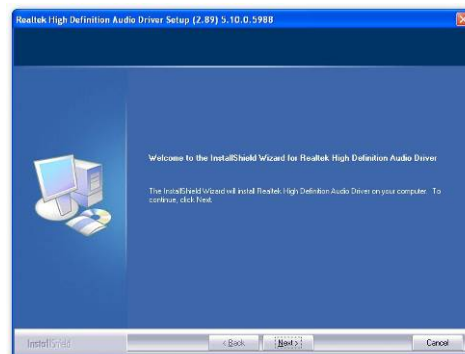 Realtek High Definition Audio Driver Setup (2.89) 5.10.0.5988
Welcome to the InstallShield Wizard for Realtek High Definition Audio Driver
The InstallShield Wizard will install Realtek High Definition Audio Driver on your computer. To
continue, click Next.
InstallShield
< Back Next > Cancel